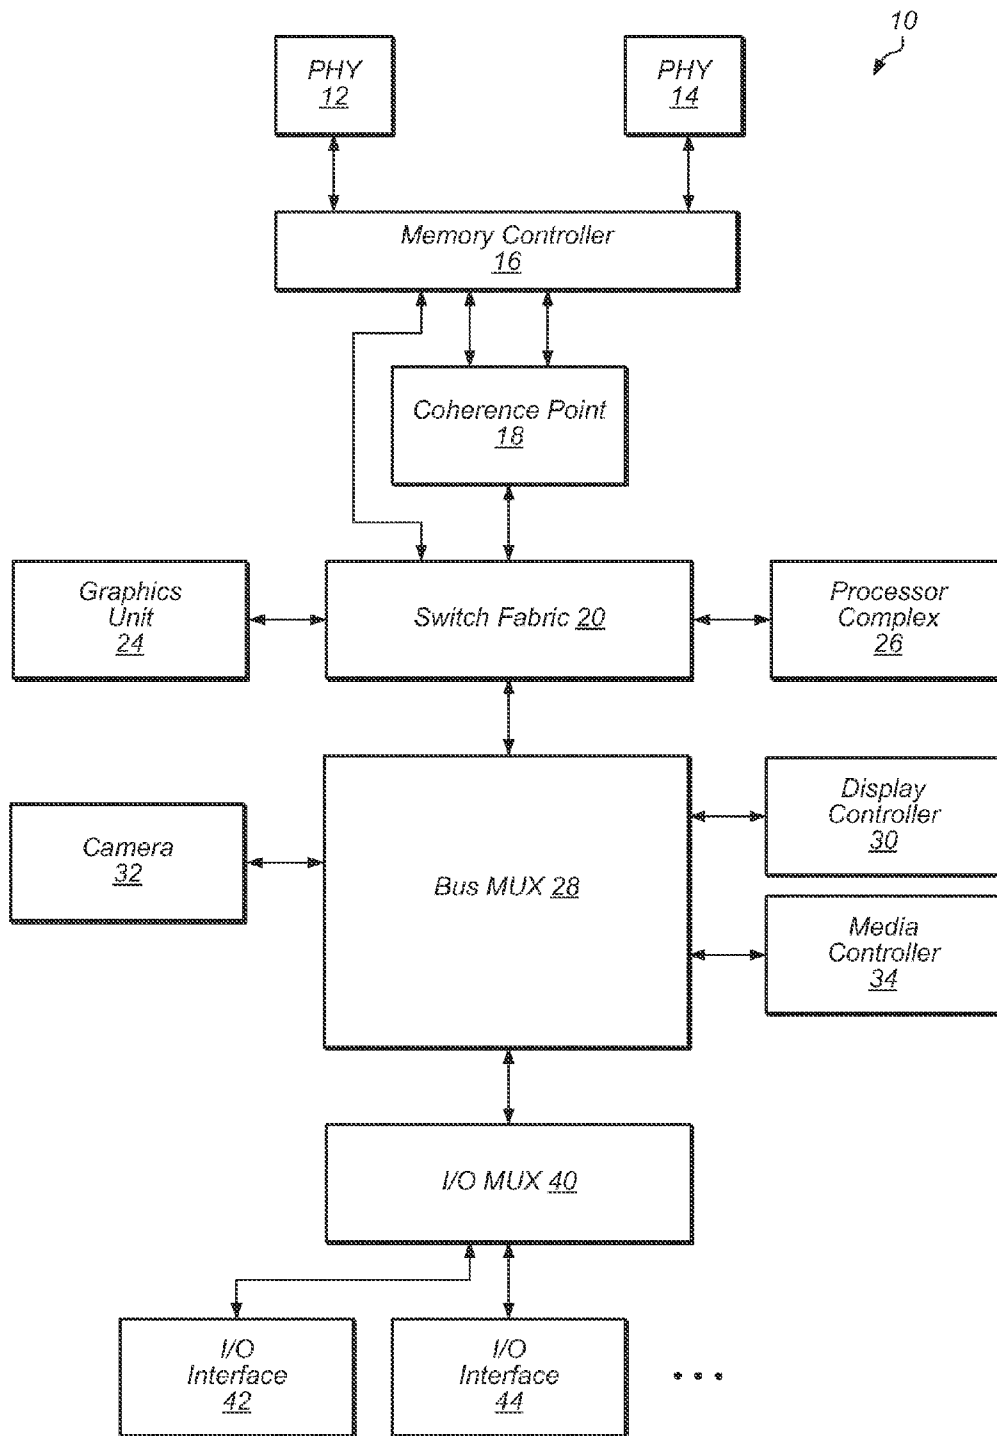 10
PHY
12
PHY
14
Memory Controller
16
Coherence Point
18
Graphics
Unit
24
Switch Fabric 20
Processor
Complex
26
Camera
32
Bus MUX 28
Display
Controller
30
Media
Controller
34
I/O MUX 40
I/O
Interface
42
I/O
Interface
44
• • •